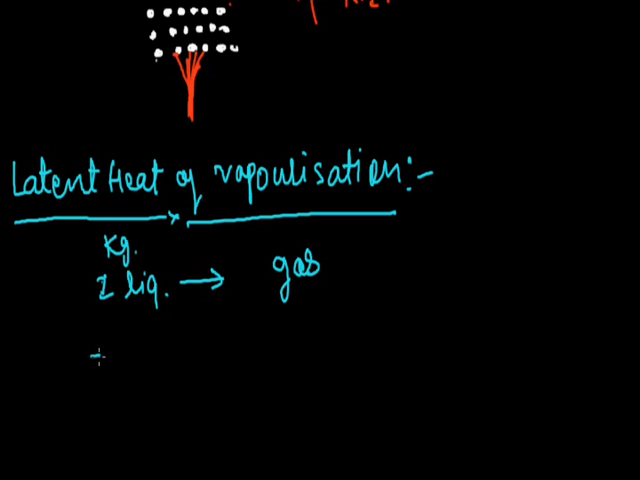 Latent Heat of vapourisation:-
Kg.
1 liq. → gas